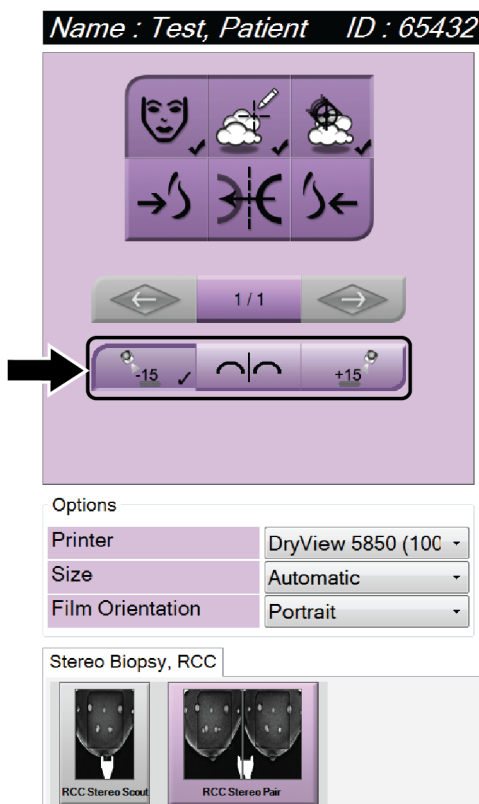 Name : Test, Patient ID : 65432
1 / 1
-15 +15
Options
Printer DryView 5850 (100
Size Automatic
Film Orientation Portrait
Stereo Biopsy, RCC
RCC Stereo Scout RCC Stereo Pair